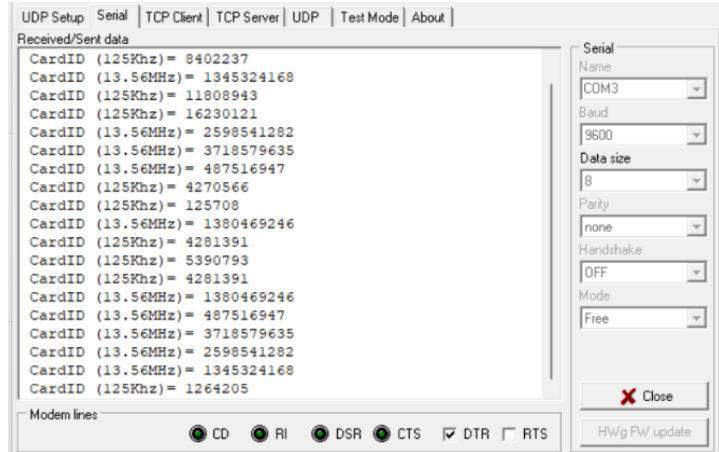 UDP Setup Serial TCP Client TCP Server UDP Test Mode About
Received/Sent data
CardID (125Khz)= 8402237
CardID (13.56MHz)= 1345324168
CardID (125Khz)= 11808943
CardID (125Khz)= 16230121
CardID (13.56MHz)= 2598541282
CardID (13.56MHz)= 3718579635
CardID (13.56MHz)= 487516947
CardID (125Khz)= 4270566
CardID (125Khz)= 125708
CardID (13.56MHz)= 1380469246
CardID (125Khz)= 4281391
CardID (125Khz)= 5390793
CardID (125Khz)= 4281391
CardID (13.56MHz)= 1380469246
CardID (13.56MHz)= 487516947
CardID (13.56MHz)= 3718579635
CardID (13.56MHz)= 2598541282
CardID (13.56MHz)= 1345324168
CardID (125Khz)= 1264205
Modem lines
CD RI DSR CTS DTR RTS
Serial
Name
COM3
Baud
9600
Data size
8
Parity
none
Handshake
OFF
Mode
Free
Close
HWg FW update